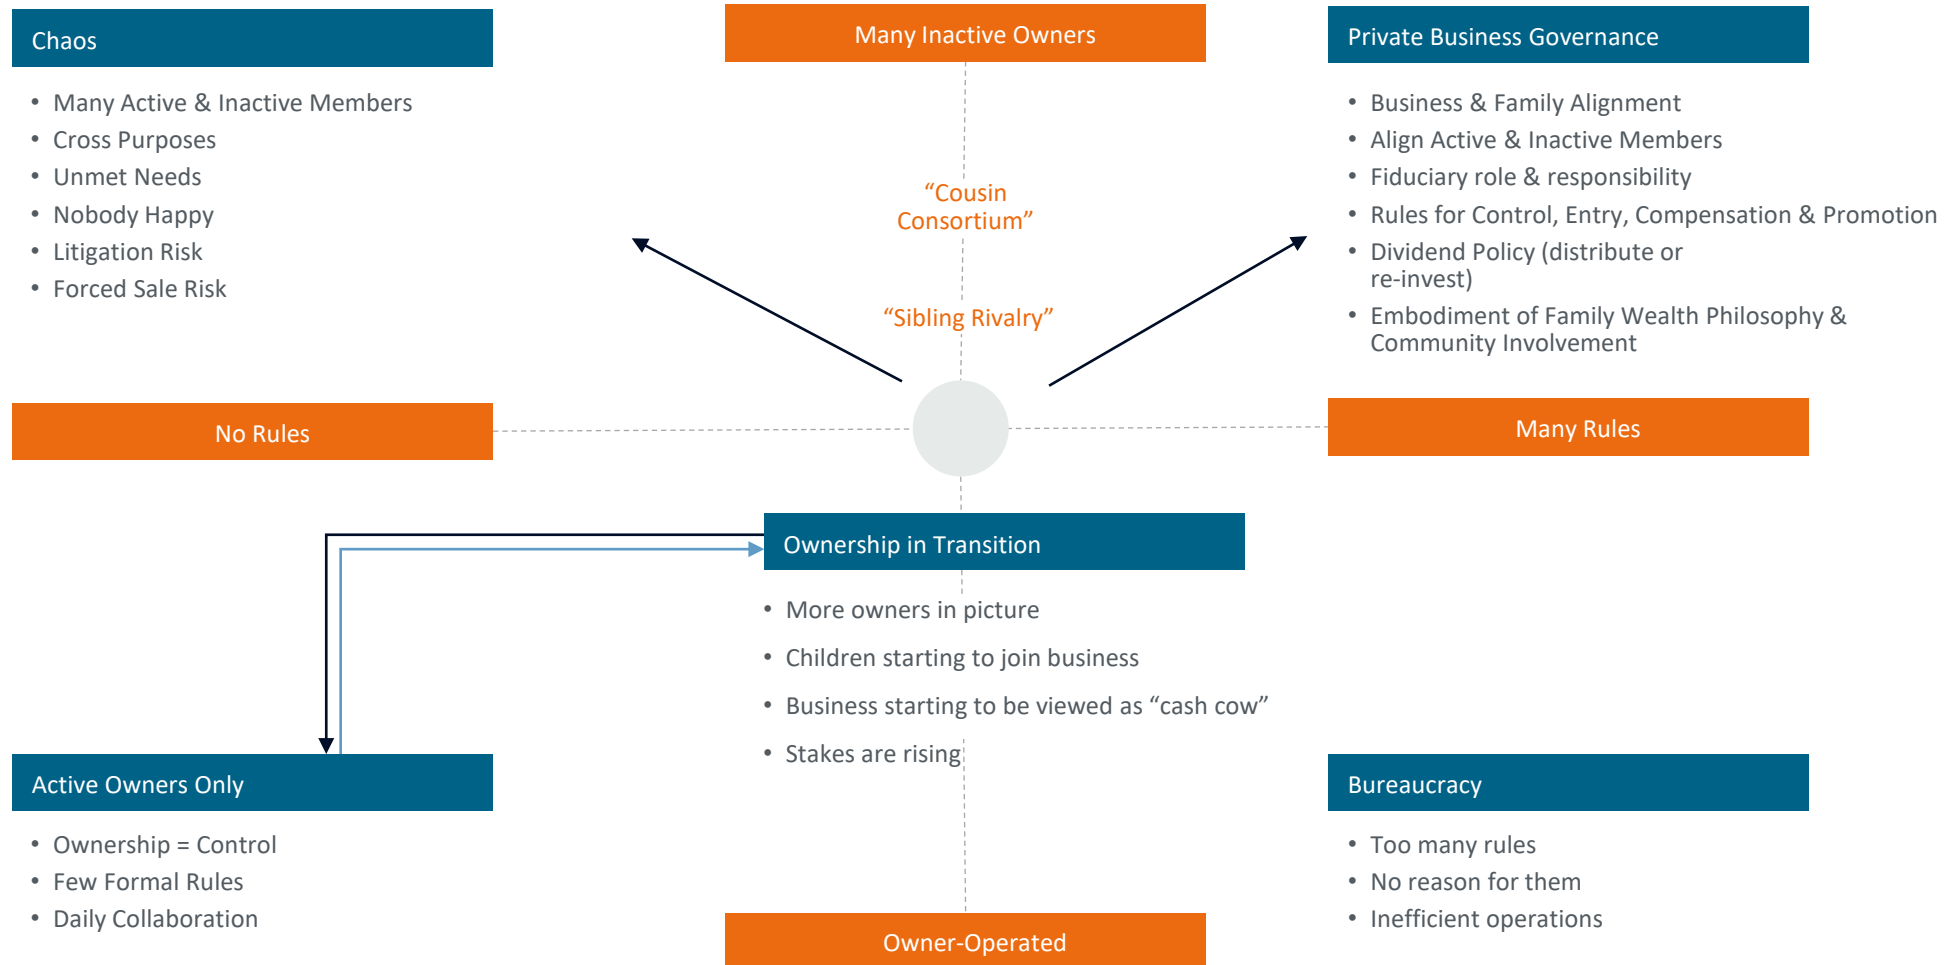 Chaos
• Many Active & Inactive Members
• Cross Purposes
• Unmet Needs
• Nobody Happy
• Litigation Risk
• Forced Sale Risk
Many Inactive Owners
“Cousin
Consortium”
“Sibling Rivalry”
Private Business Governance
• Business & Family Alignment
• Align Active & Inactive Members
• Fiduciary role & responsibility
• Rules for Control, Entry, Compensation & Promotion
• Dividend Policy (distribute or
re-invest)
• Embodiment of Family Wealth Philosophy &
Community Involvement
No Rules
Many Rules
Ownership in Transition
• More owners in picture
• Children starting to join business
• Business starting to be viewed as “cash cow”
• Stakes are rising
Active Owners Only
• Ownership = Control
• Few Formal Rules
• Daily Collaboration
Owner-Operated
Bureaucracy
• Too many rules
• No reason for them
• Inefficient operations